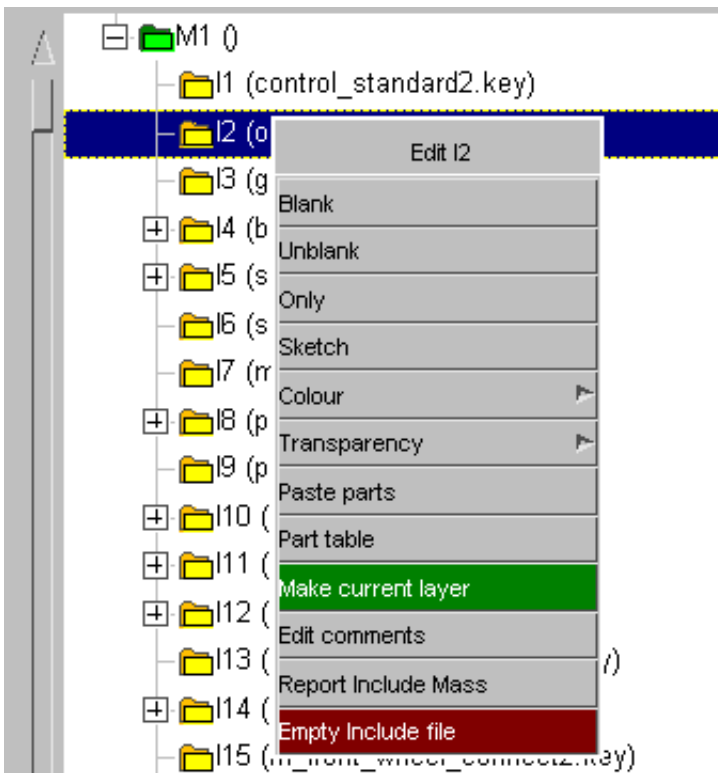 M1 ()
I1 (control_standard2.key)
I2 (o
Edit I2
I3 (g
Blank
I4 (b
Unblank
I5 (s
Only
I6 (s
Sketch
I7 (m
Colour
I8 (p
Transparency
I9 (p
Paste parts
I10 (
Part table
I11 (
Make current layer
I12 (
Edit comments
I13 (
Report Include Mass
I14 (
Empty Include file
I15 (m_front_wheel_connect2.key)